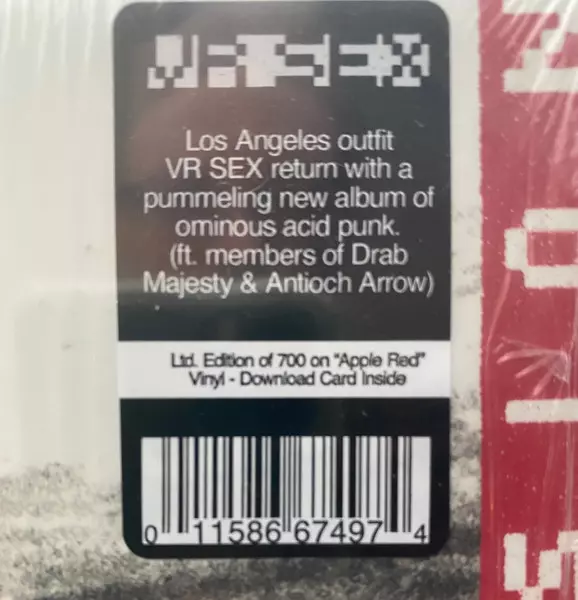 VR SEX
Los Angeles outfit
VR SEX return with a
pummeling new album of
ominous acid punk.
(ft. members of Drab
Majesty & Antioch Arrow)
Ltd. Edition of 700 on "Apple Red"
Vinyl - Download Card Inside
0 11586 67497 4